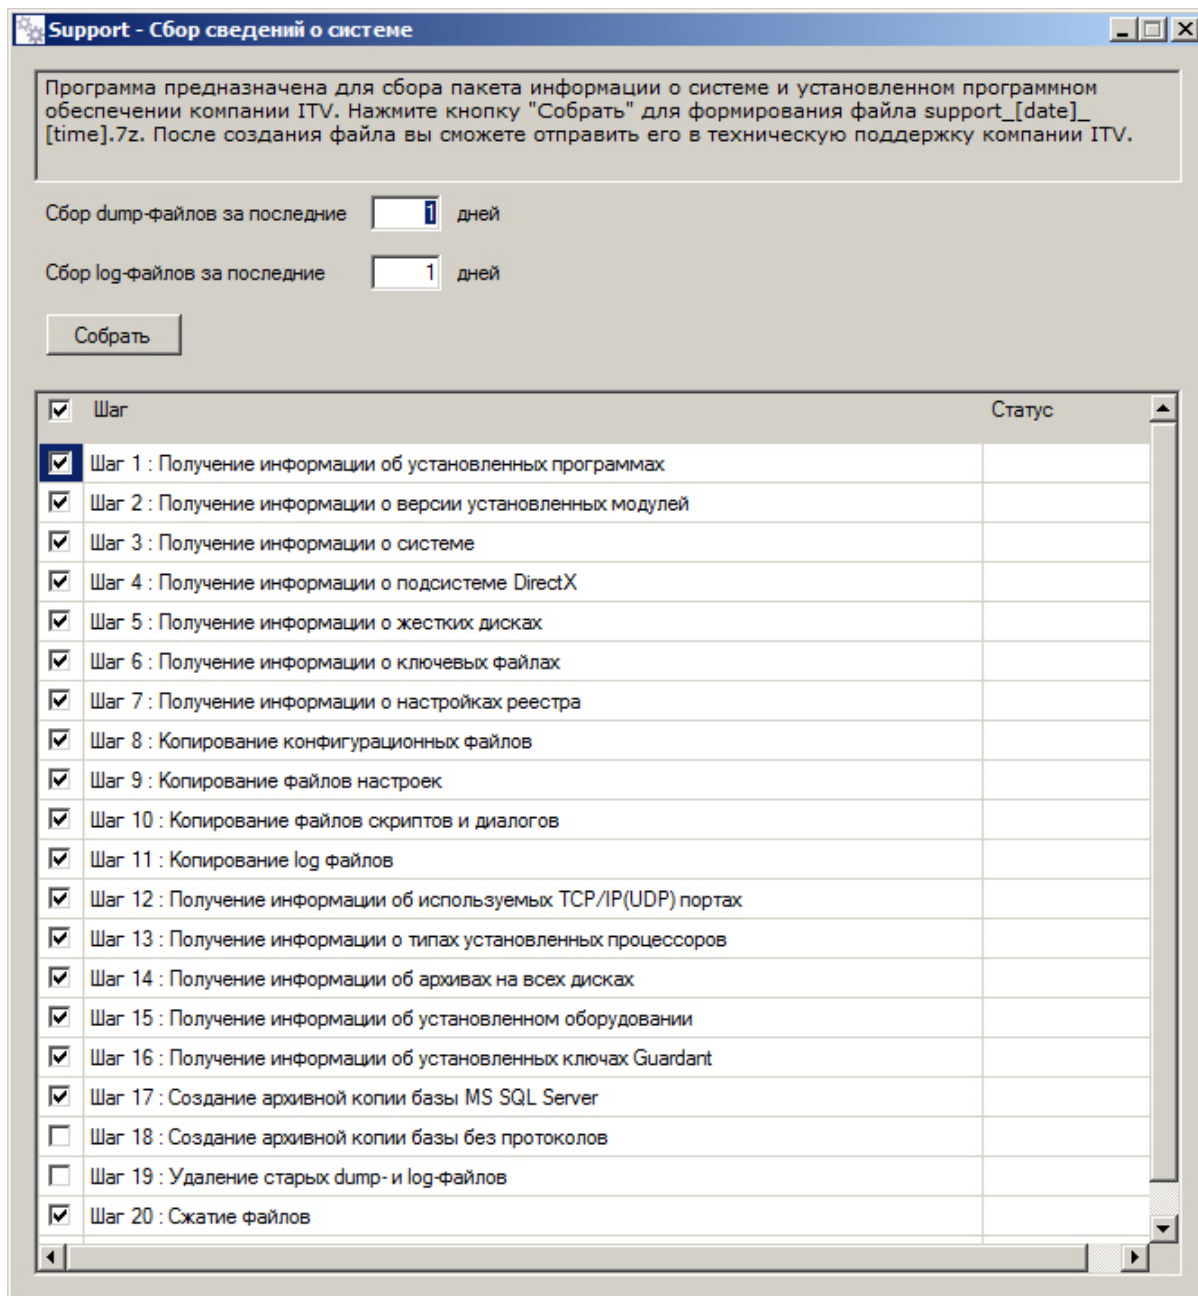 Support - Сбор сведений о системе
Программа предназначена для сбора пакета информации о системе и установленном программном
обеспечении компании ITV. Нажмите кнопку "Собрать" для формирования файла support_[date]_
[time].7z. После создания файла вы сможете отправить его в техническую поддержку компании ITV.
Сбор dump-файлов за последние 1 дней
Сбор log-файлов за последние 1 дней
Собрать
Шаг Статус
Шаг 1 : Получение информации об установленных программах
Шаг 2 : Получение информации о версии установленных модулей
Шаг 3 : Получение информации о системе
Шаг 4 : Получение информации о подсистеме DirectX
Шаг 5 : Получение информации о жестких дисках
Шаг 6 : Получение информации о ключевых файлах
Шаг 7 : Получение информации о настройках реестра
Шаг 8 : Копирование конфигурационных файлов
Шаг 9 : Копирование файлов настроек
Шаг 10 : Копирование файлов скриптов и диалогов
Шаг 11 : Копирование log файлов
Шаг 12 : Получение информации об используемых TCP/IP(UDP) портах
Шаг 13 : Получение информации о типах установленных процессоров
Шаг 14 : Получение информации об архивах на всех дисках
Шаг 15 : Получение информации об установленном оборудовании
Шаг 16 : Получение информации об установленных ключах Guardant
Шаг 17 : Создание архивной копии базы MS SQL Server
Шаг 18 : Создание архивной копии базы без протоколов
Шаг 19 : Удаление старых dump- и log-файлов
Шаг 20 : Сжатие файлов